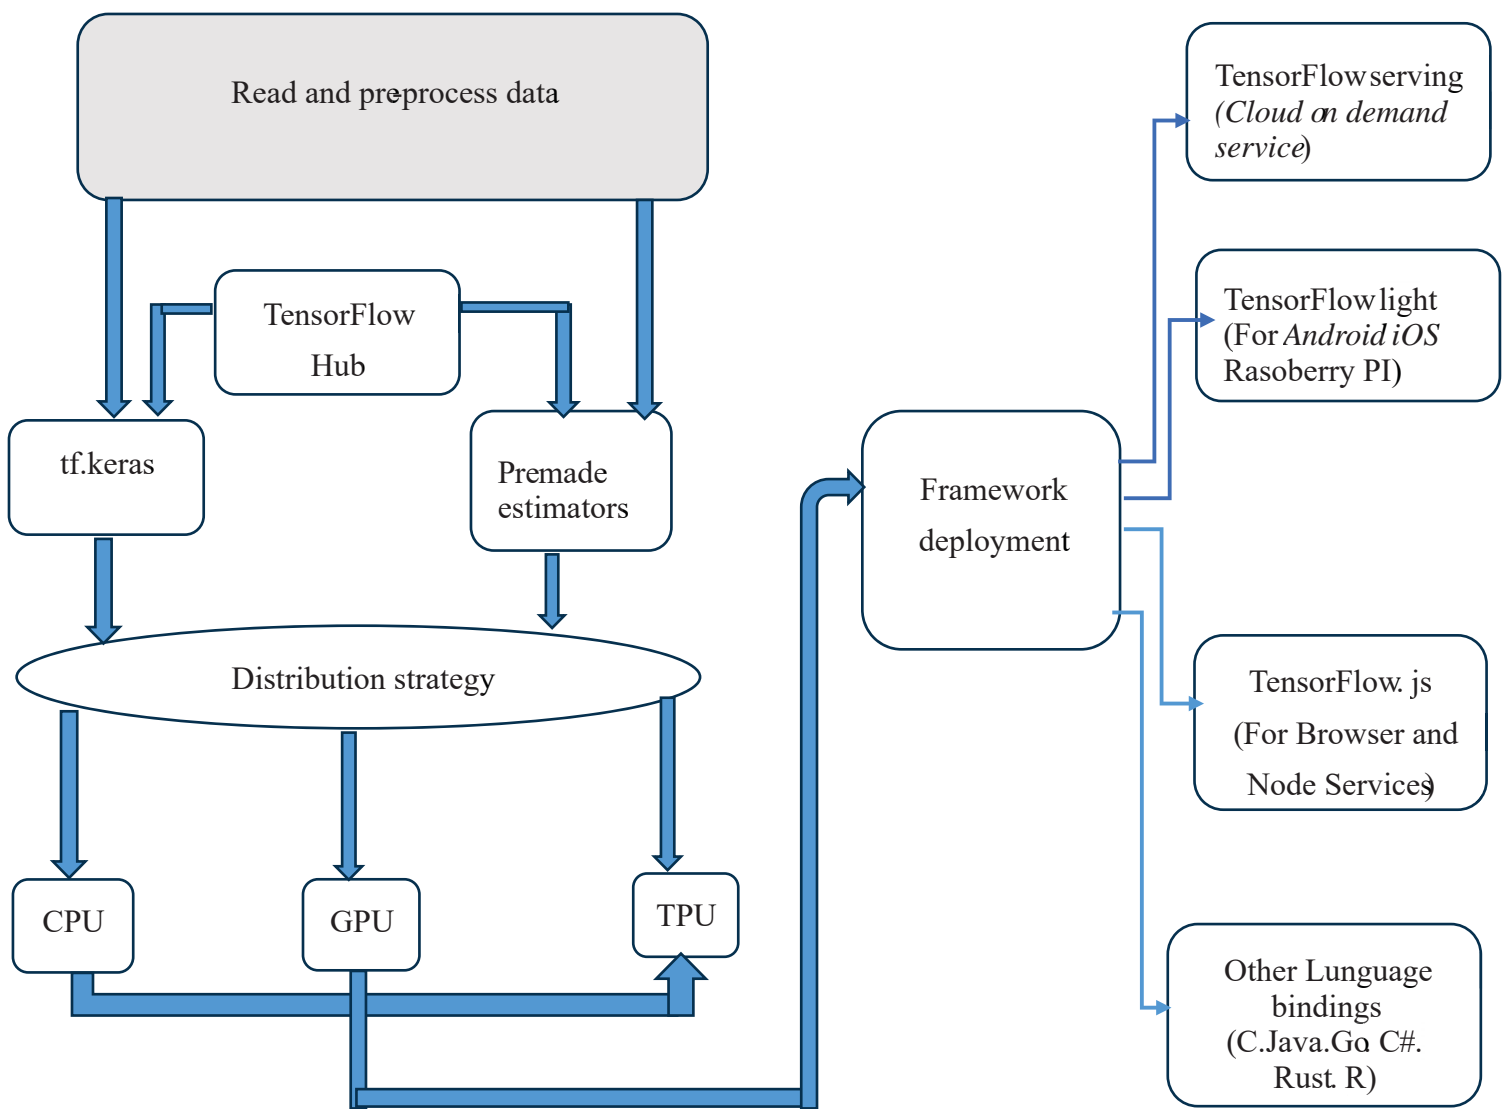 Read and pre-process data
TensorFlow
Hub
tf.keras
Premade
estimators
Distribution strategy
CPU
GPU
TPU
Framework
deployment
TensorFlow serving
(Cloud on demand
service)
TensorFlow light
(For Android iOS
Rasoberry PI)
TensorFlow. js
(For Browser and
Node Services)
Other Lunguage
bindings
(C.Java.Go. C#.
Rust. R)